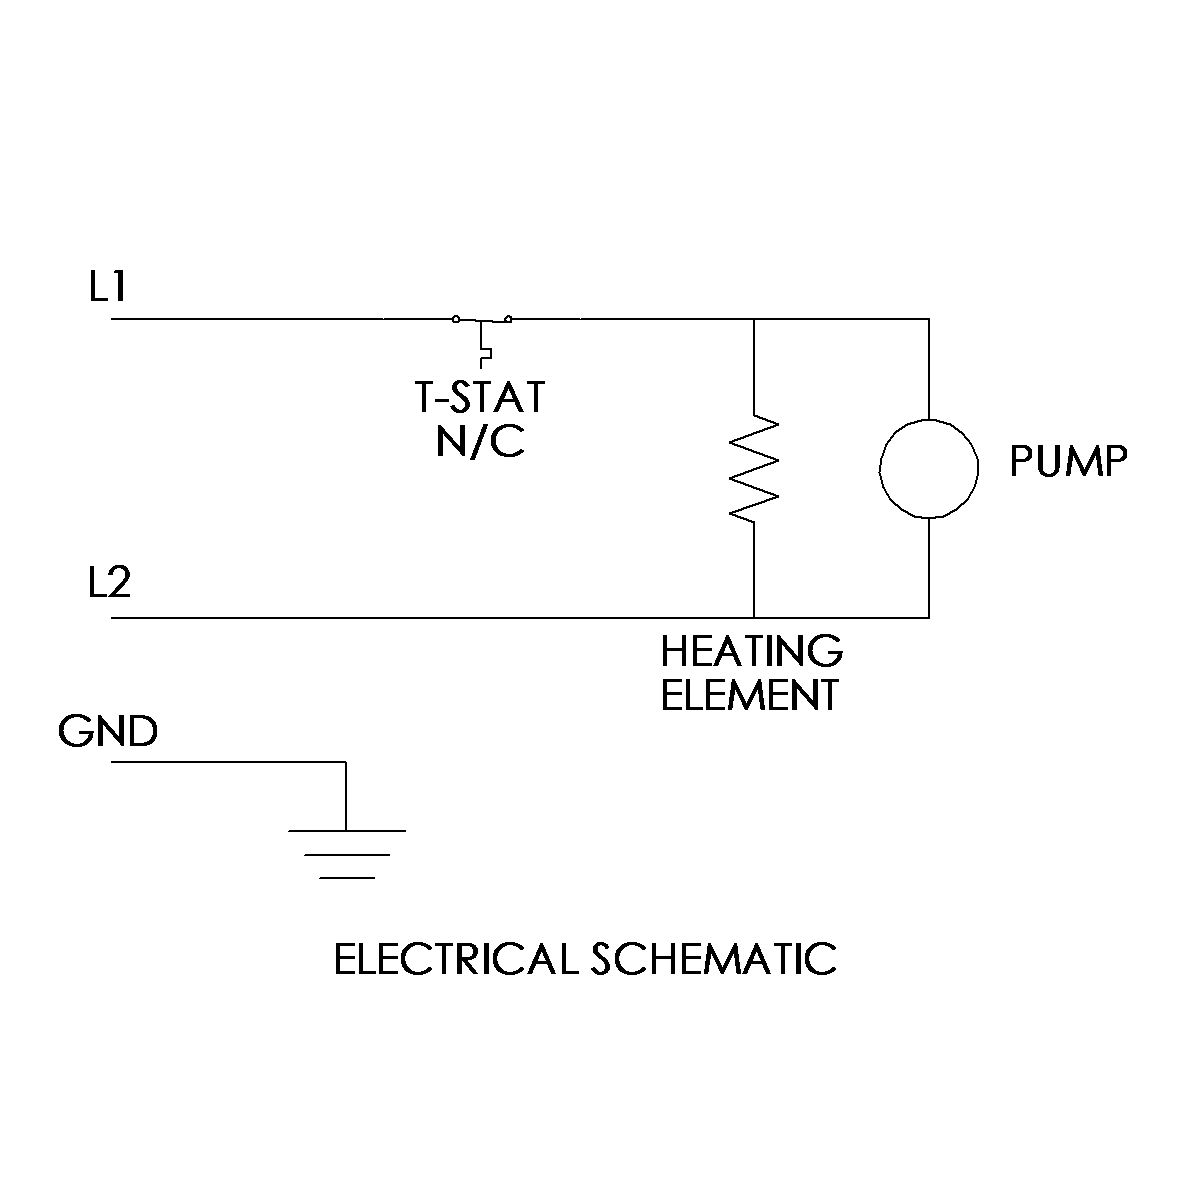 L1
T-STAT
N/C
PUMP
L2
HEATING
ELEMENT
GND
ELECTRICAL SCHEMATIC